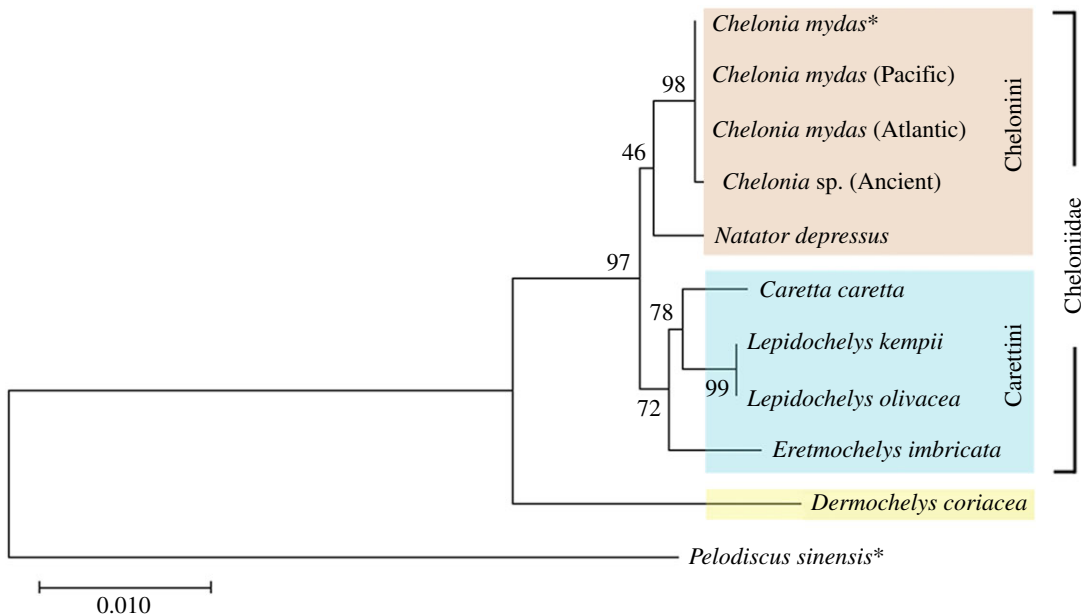 Chelonia mydas*
98
Chelonia mydas (Pacific)
Chelonia mydas (Atlantic)
46
Chelonia sp. (Ancient)
Natator depressus
Chelonini
97
Caretta caretta
78
Lepidochelys kempii
99
Lepidochelys olivacea
72
Eretmochelys imbricata
Carettini
Cheloniidae
Dermochelys coriacea
Pelodiscus sinensis*
0.010